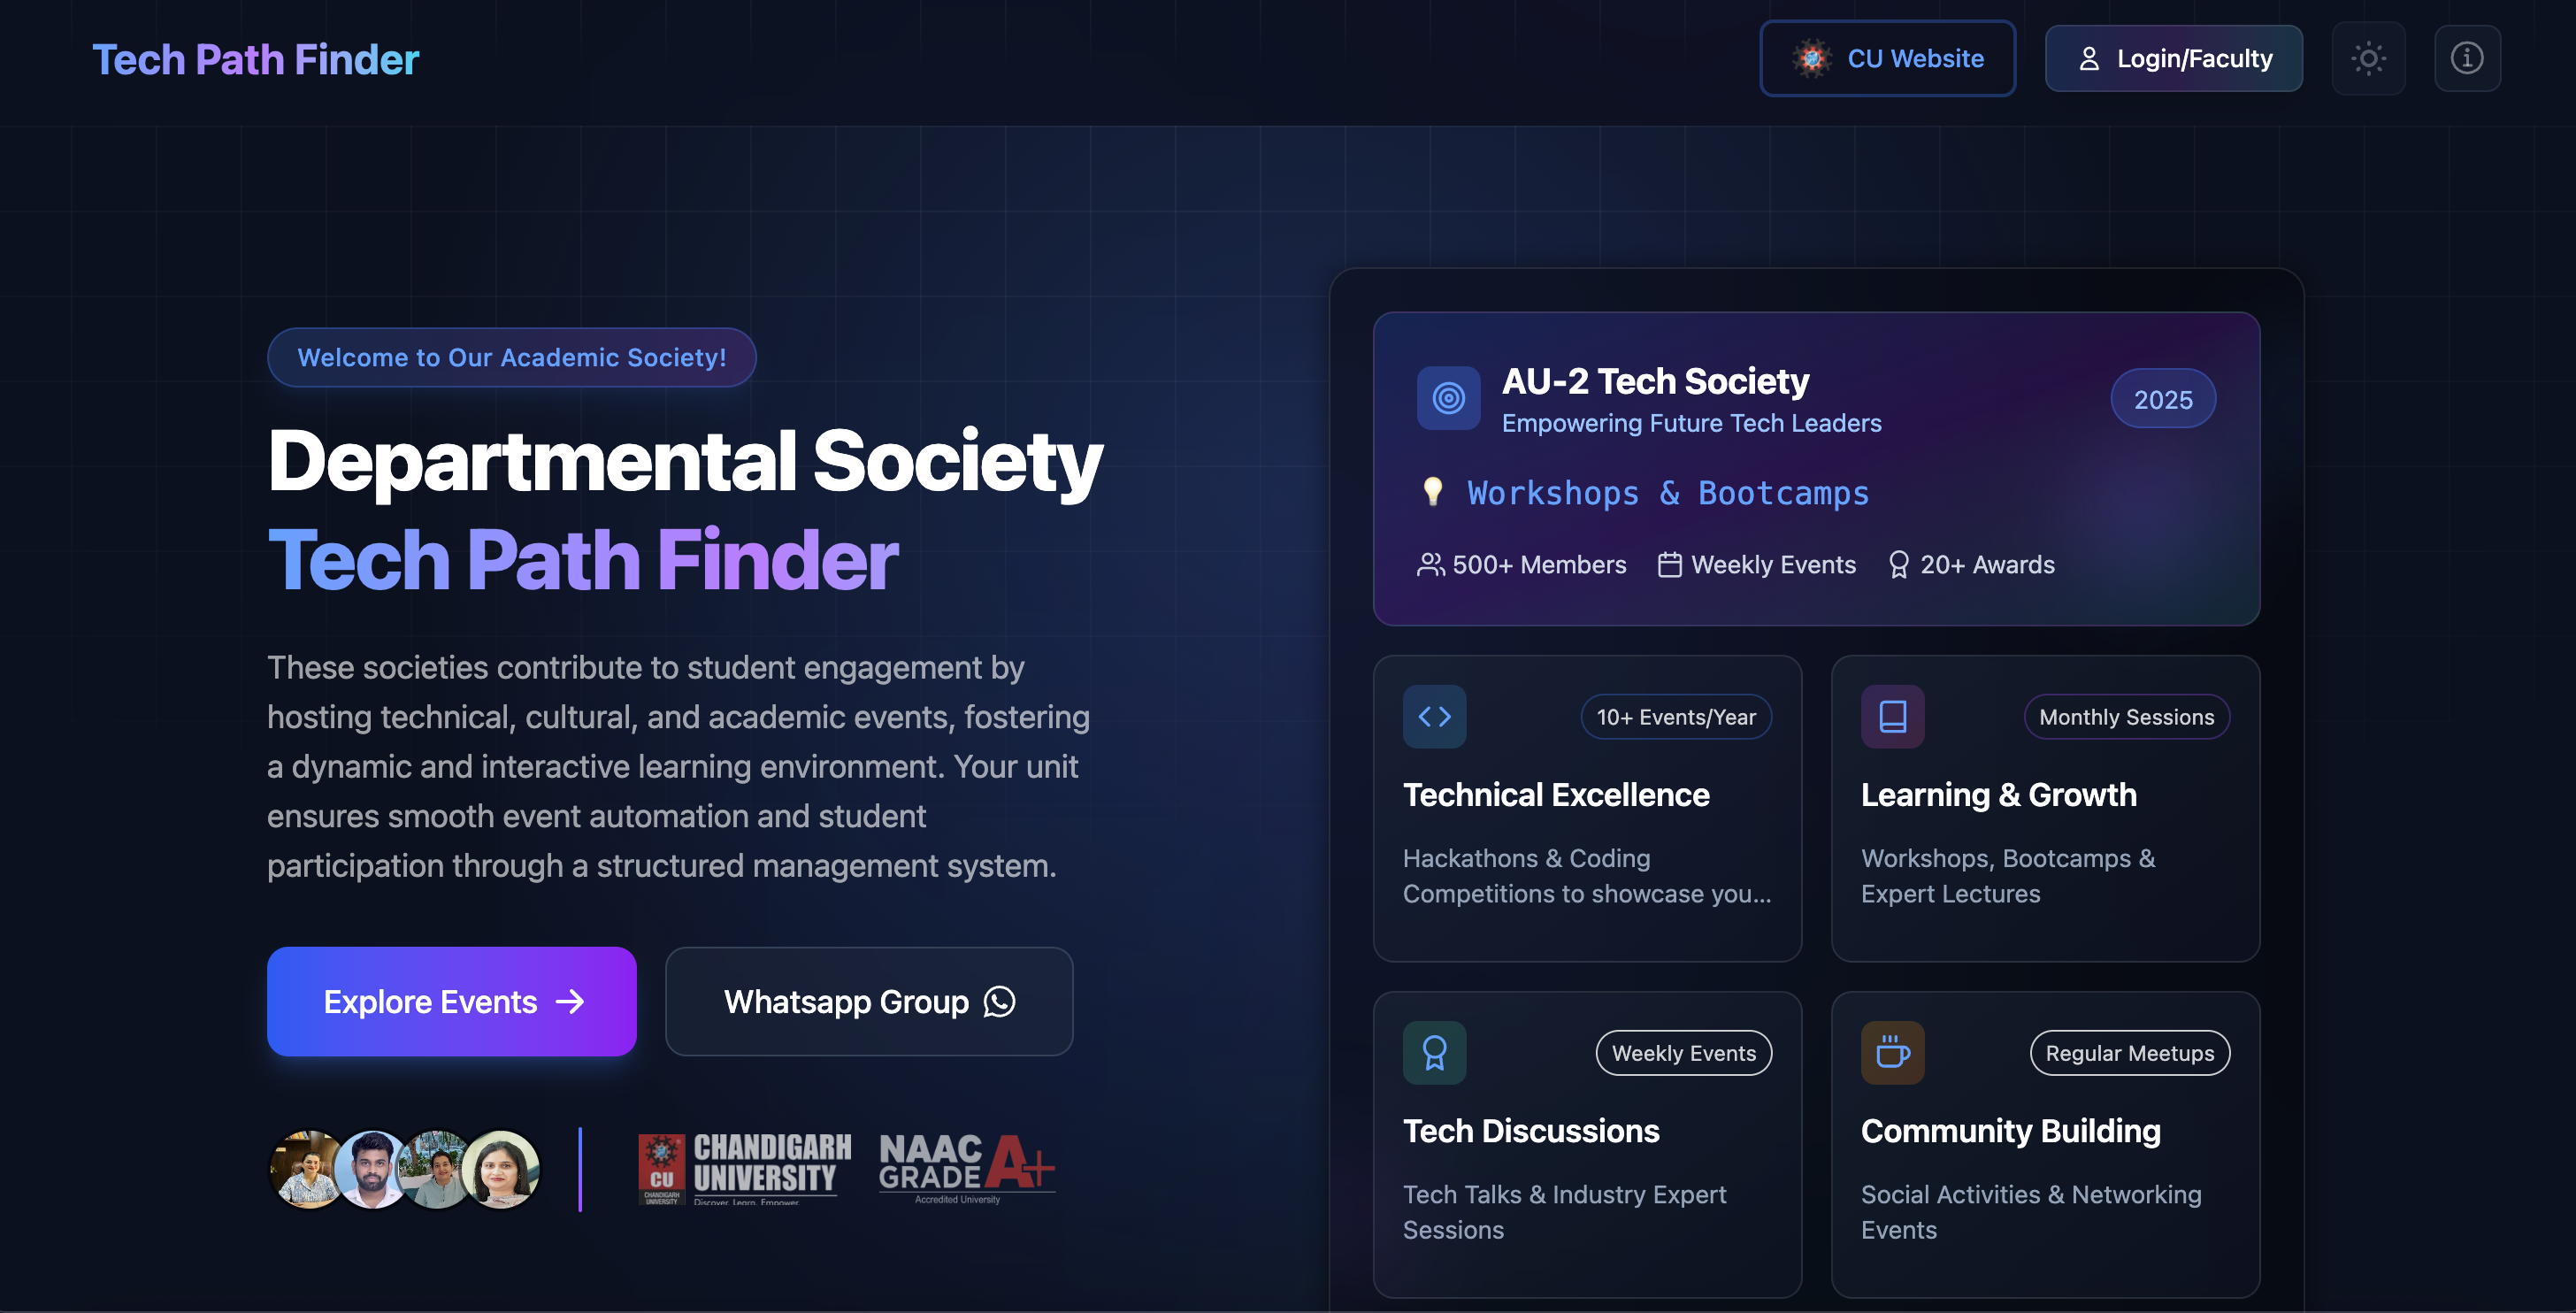 Tech Path Finder
CU Website
Login/Faculty
Welcome to Our Academic Society!
Departmental Society
Tech Path Finder
These societies contribute to student engagement by
hosting technical, cultural, and academic events, fostering
a dynamic and interactive learning environment. Your unit
ensures smooth event automation and student
participation through a structured management system.
Explore Events
Whatsapp Group
CU
CHANDIGARH
UNIVERSITY
CHANDIGARH
UNIVERSITY
Discover. Learn. Empower.
NAAC
GRADE A+
Accredited University
AU-2 Tech Society
Empowering Future Tech Leaders
2025
Workshops & Bootcamps
500+ Members
Weekly Events
20+ Awards
10+ Events/Year
Technical Excellence
Hackathons & Coding
Competitions to showcase you...
Monthly Sessions
Learning & Growth
Workshops, Bootcamps &
Expert Lectures
Weekly Events
Tech Discussions
Tech Talks & Industry Expert
Sessions
Regular Meetups
Community Building
Social Activities & Networking
Events